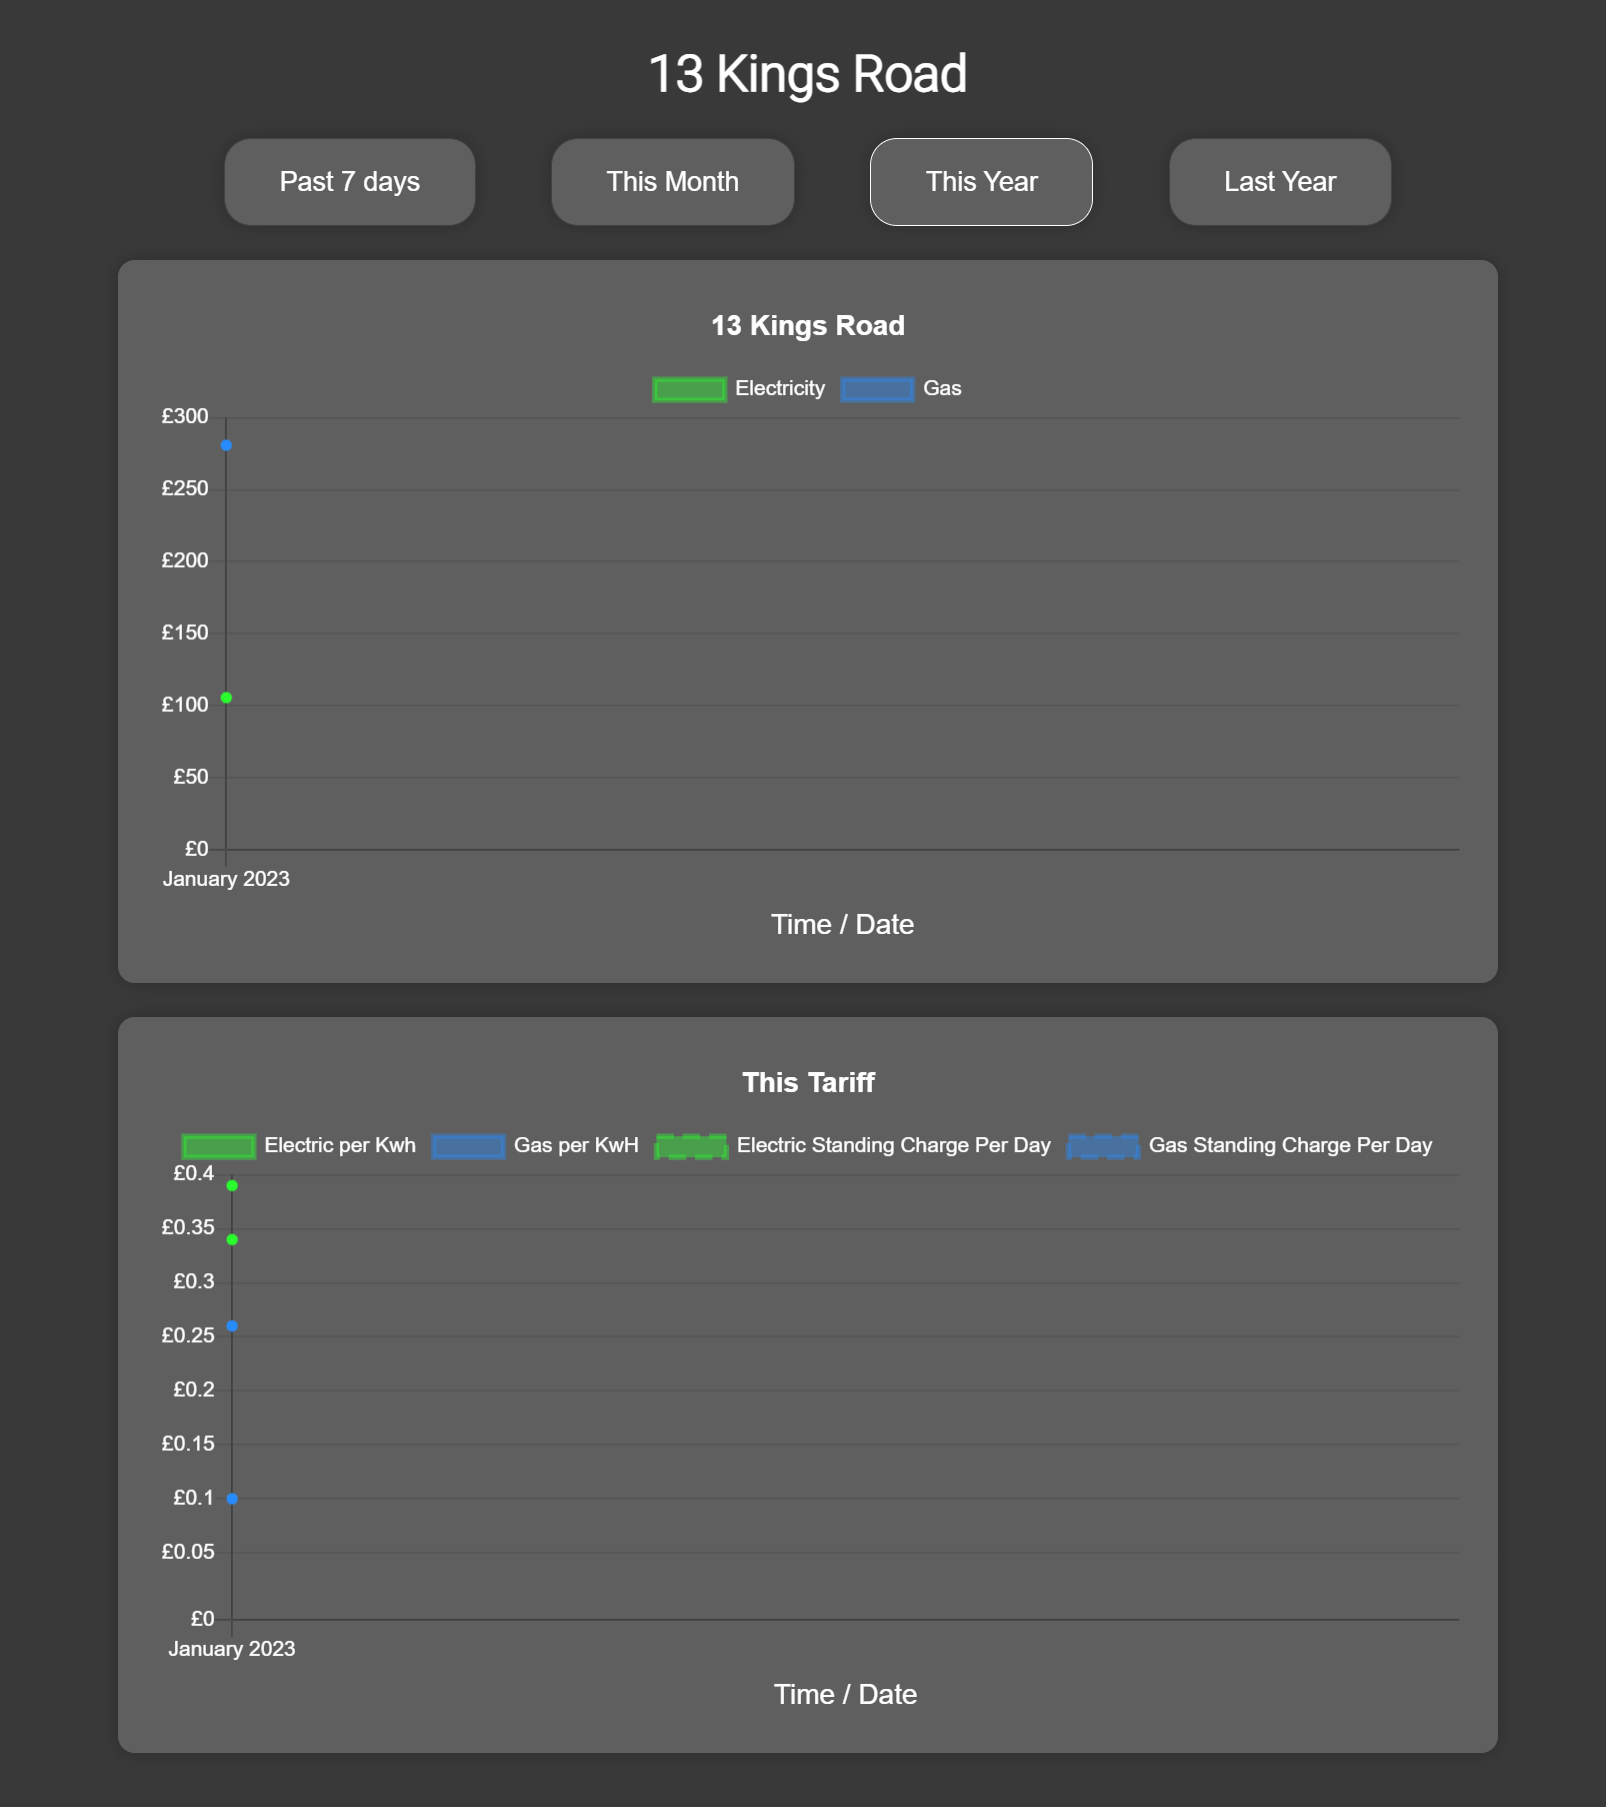 13 Kings Road
Past 7 days
This Month
This Year
Last Year
13 Kings Road
Electricity
Gas
£300
£250
£200
£150
£100
£50
£0
January 2023
Time / Date
This Tariff
Electric per Kwh
Gas per KwH
Electric Standing Charge Per Day
Gas Standing Charge Per Day
£0.4
£0.35
£0.3
£0.25
£0.2
£0.15
£0.1
£0.05
£0
January 2023
Time / Date